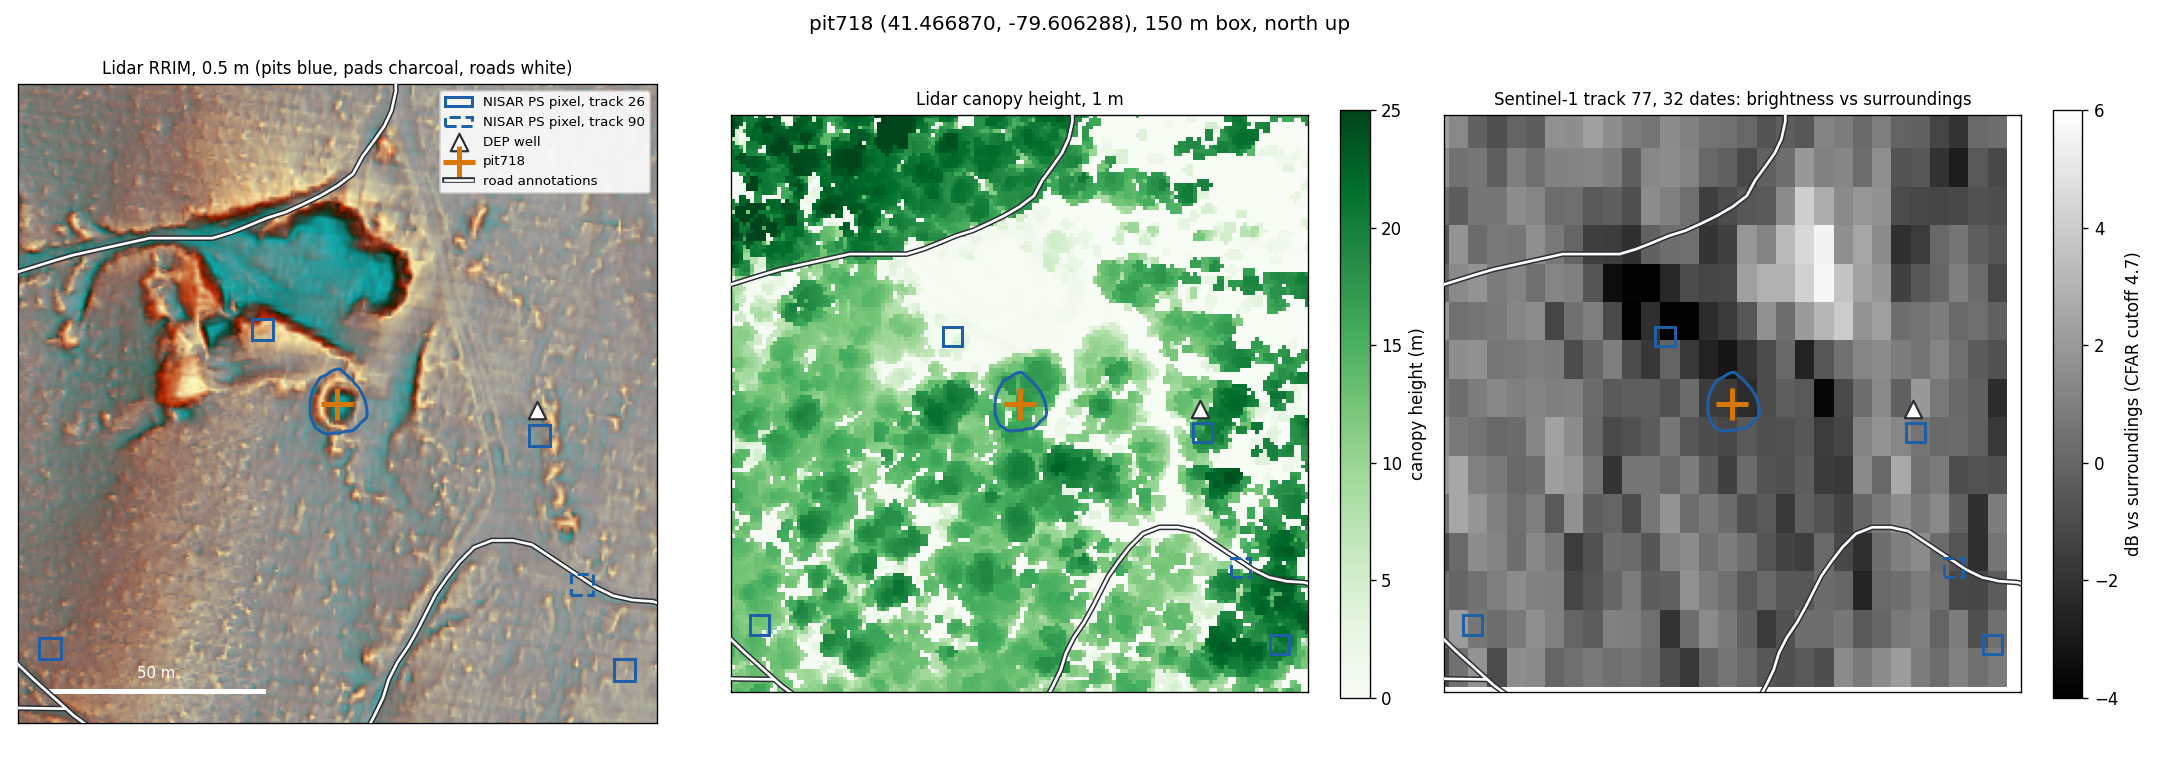 pit718 (41.466870, -79.606288), 150 m box, north up
Lidar RRIM, 0.5 m (pits blue, pads charcoal, roads white)
NISAR PS pixel, track 26
NISAR PS pixel, track 90
DEP well
pit718
road annotations
50 m
Lidar canopy height, 1 m
25
20
15
10
5
0
canopy height (m)
Sentinel-1 track 77, 32 dates: brightness vs surroundings
6
4
2
0
−2
−4
dB vs surroundings (CFAR cutoff 4.7)